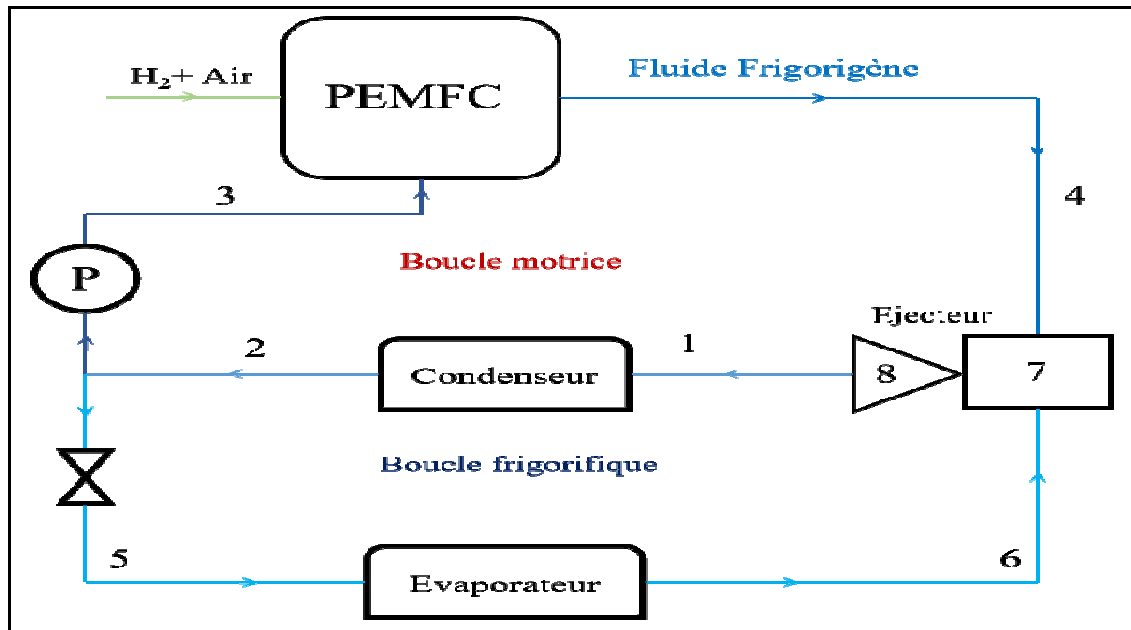 H₂+ Air
PEMFC
Fluide Frigorigène
3
4
P
Boucle motrice
Ejecteur
2
Condenseur
1
8
7
Boucle frigorifique
5
Evaporateur
6